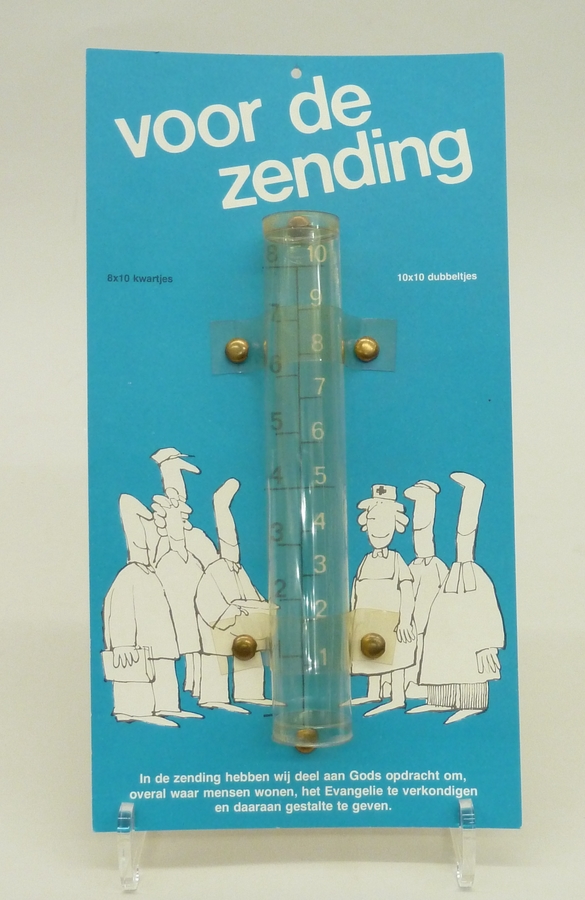 voor de
zending
8x10 kwartjes
10x10 dubbeltjes
8 10
9
7
8
6
7
5 6
4 5
3 4
3
2
2
1
In de zending hebben wij deel aan Gods opdracht om,
overal waar mensen wonen, het Evangelie te verkondigen
en daaraan gestalte te geven.